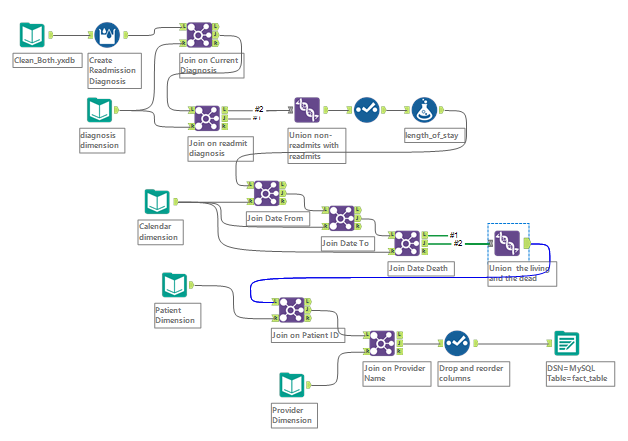 Clean_Both.yxdb
Create
Readmission
Diagnosis
Join on Current
Diagnosis
diagnosis
dimension
Join on readmit
diagnosis
#2
#1
Union non-
readmits with
readmits
length_of_stay
Calendar
dimension
Join Date From
Join Date To
Join Date Death
#1
#2
Union the living
and the dead
Patient
Dimension
Join on Patient ID
Join on Provider
Name
Drop and reorder
columns
DSN=MySQL
Table=fact_table
Provider
Dimension